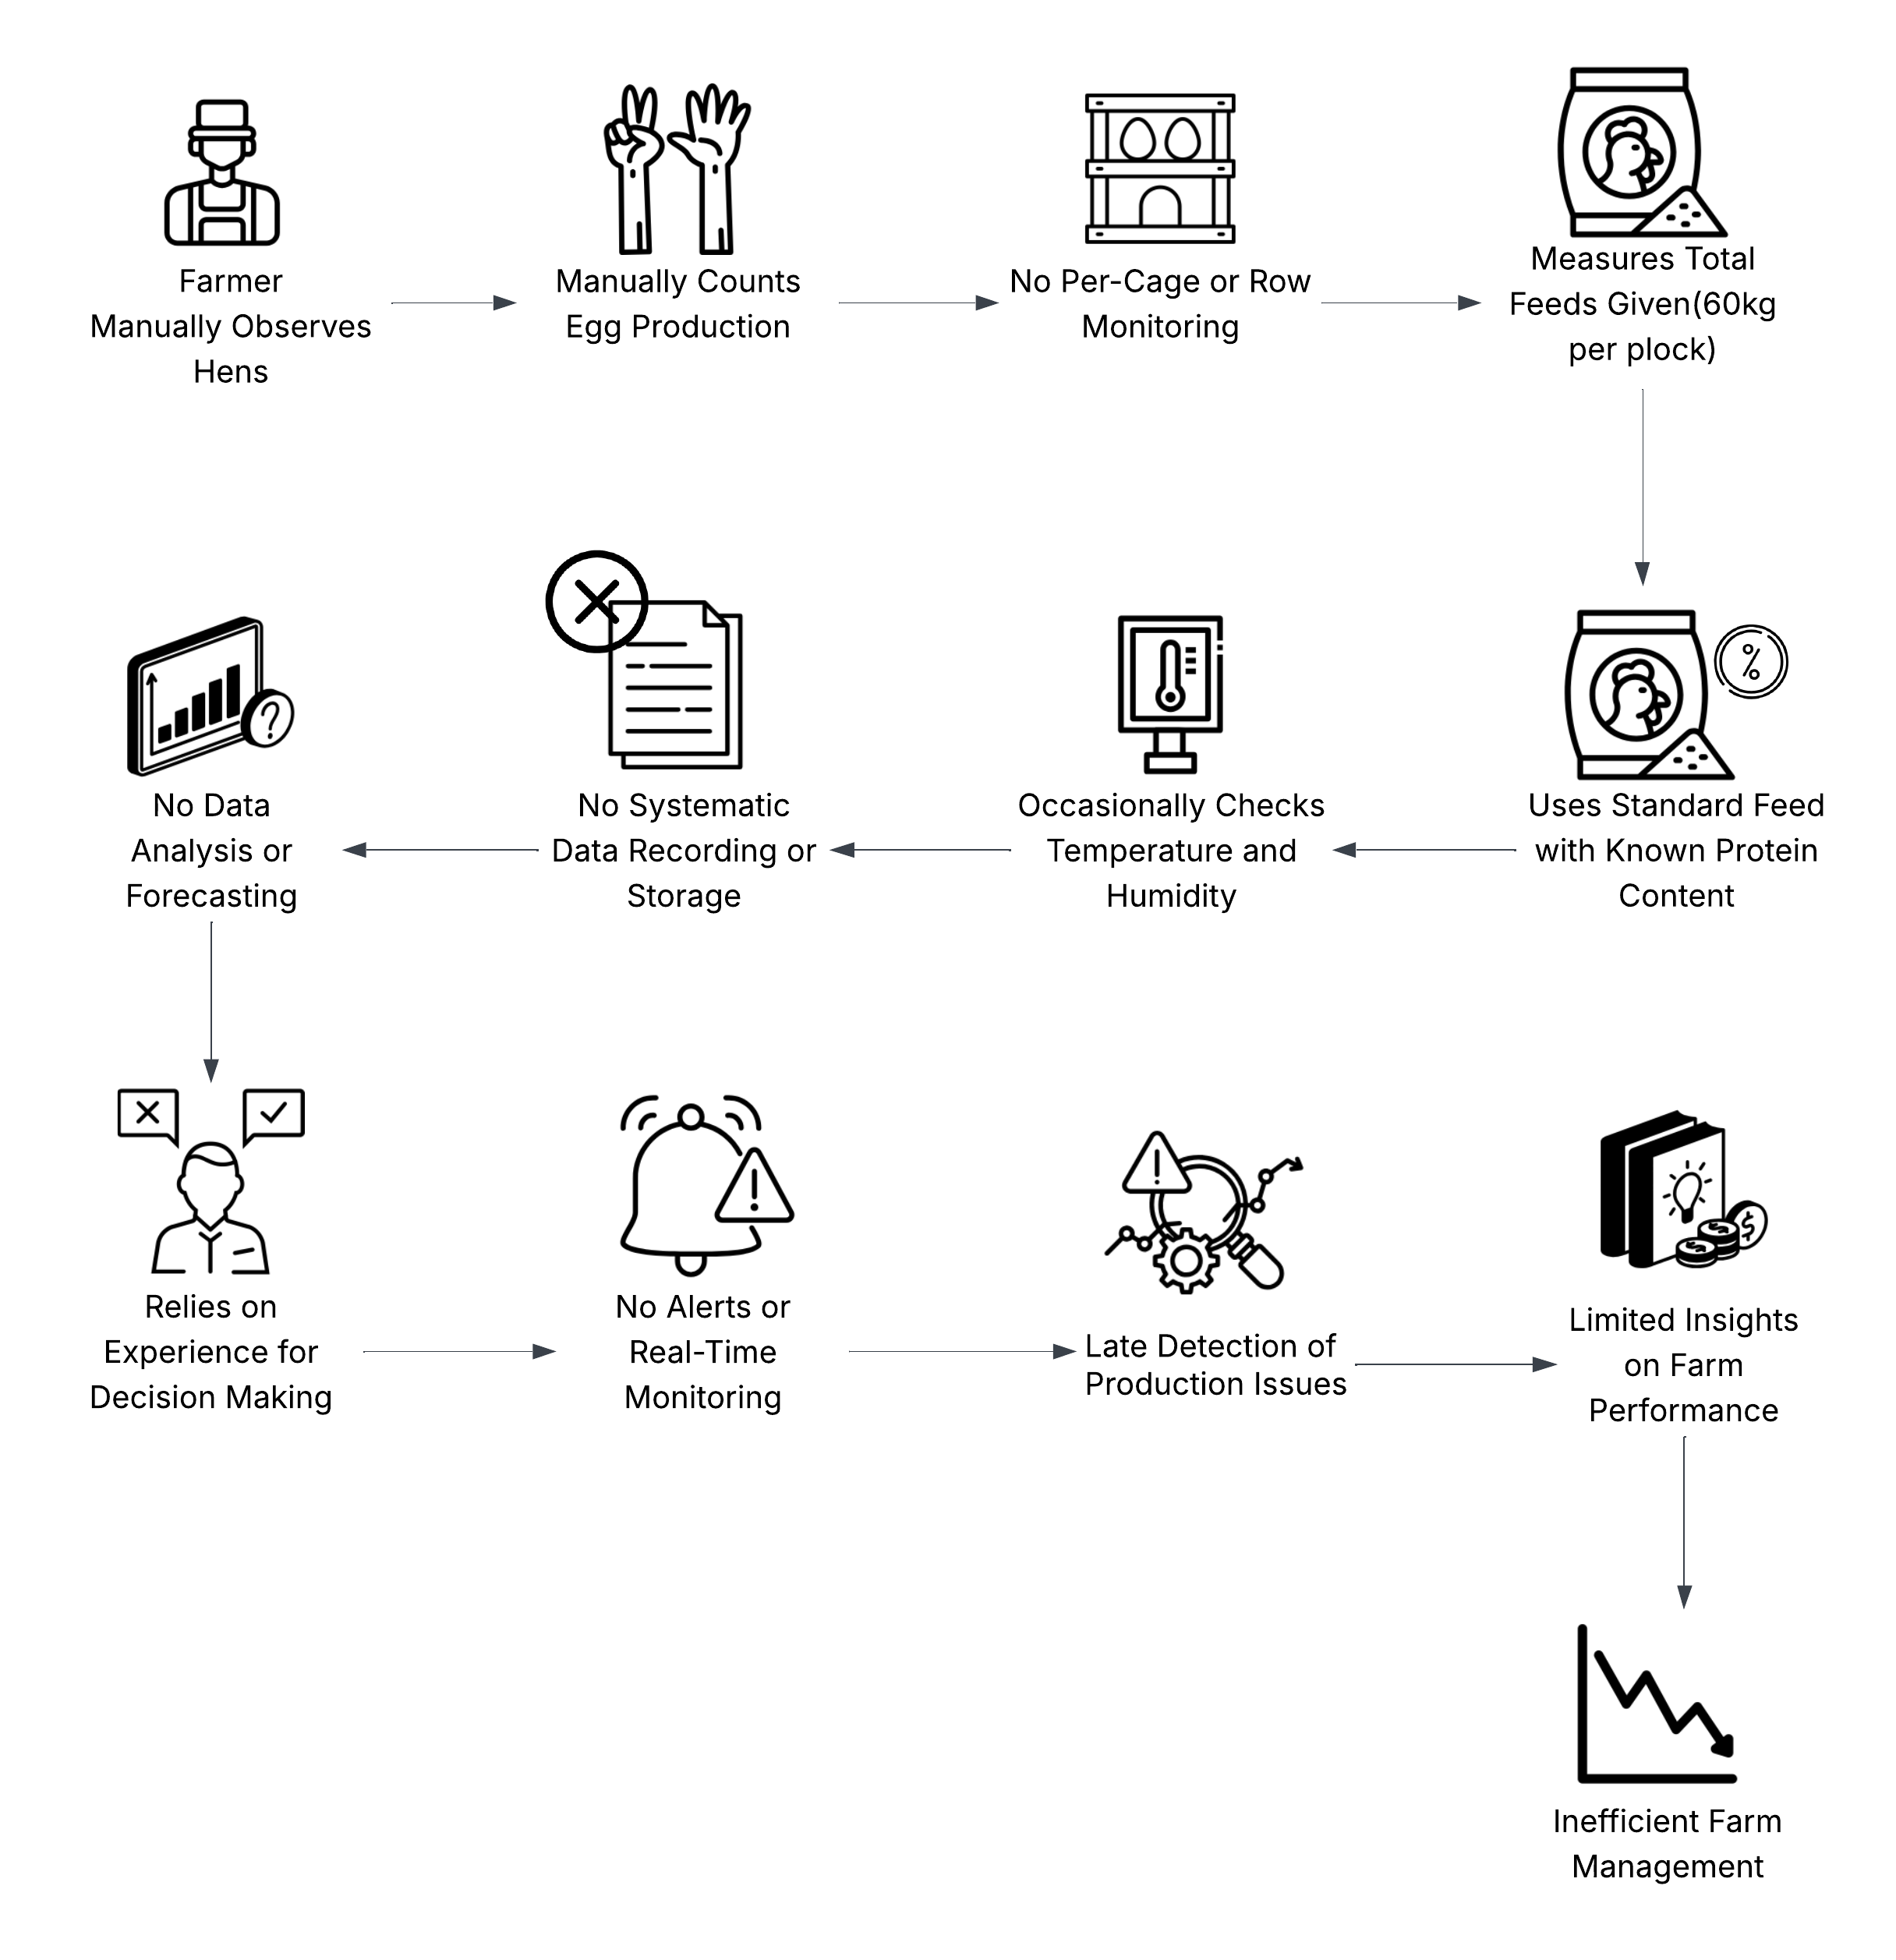 Farmer
Manually Observes
Hens
Manually Counts
Egg Production
No Per-Cage or Row
Monitoring
Measures Total
Feeds Given(60kg
per plock)
Uses Standard Feed
with Known Protein
Content
Occasionally Checks
Temperature and
Humidity
No Systematic
Data Recording or
Storage
No Data
Analysis or
Forecasting
Relies on
Experience for
Decision Making
No Alerts or
Real-Time
Monitoring
Late Detection of
Production Issues
Limited Insights
on Farm
Performance
Inefficient Farm
Management